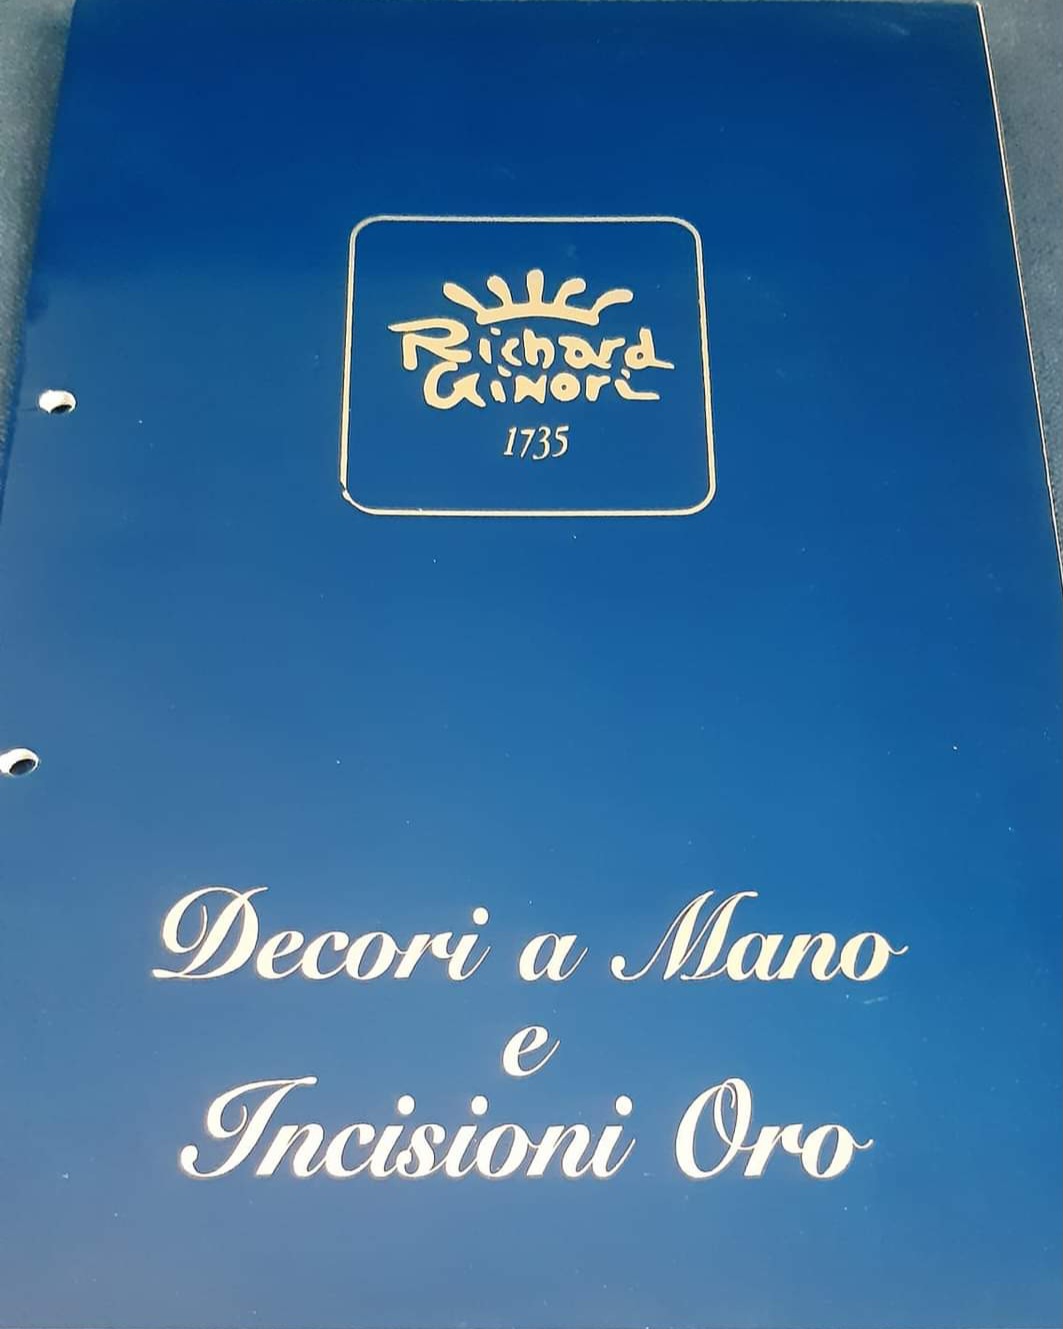 Richard
Ginori
1735
Decori a Mano
e
Incisioni Oro